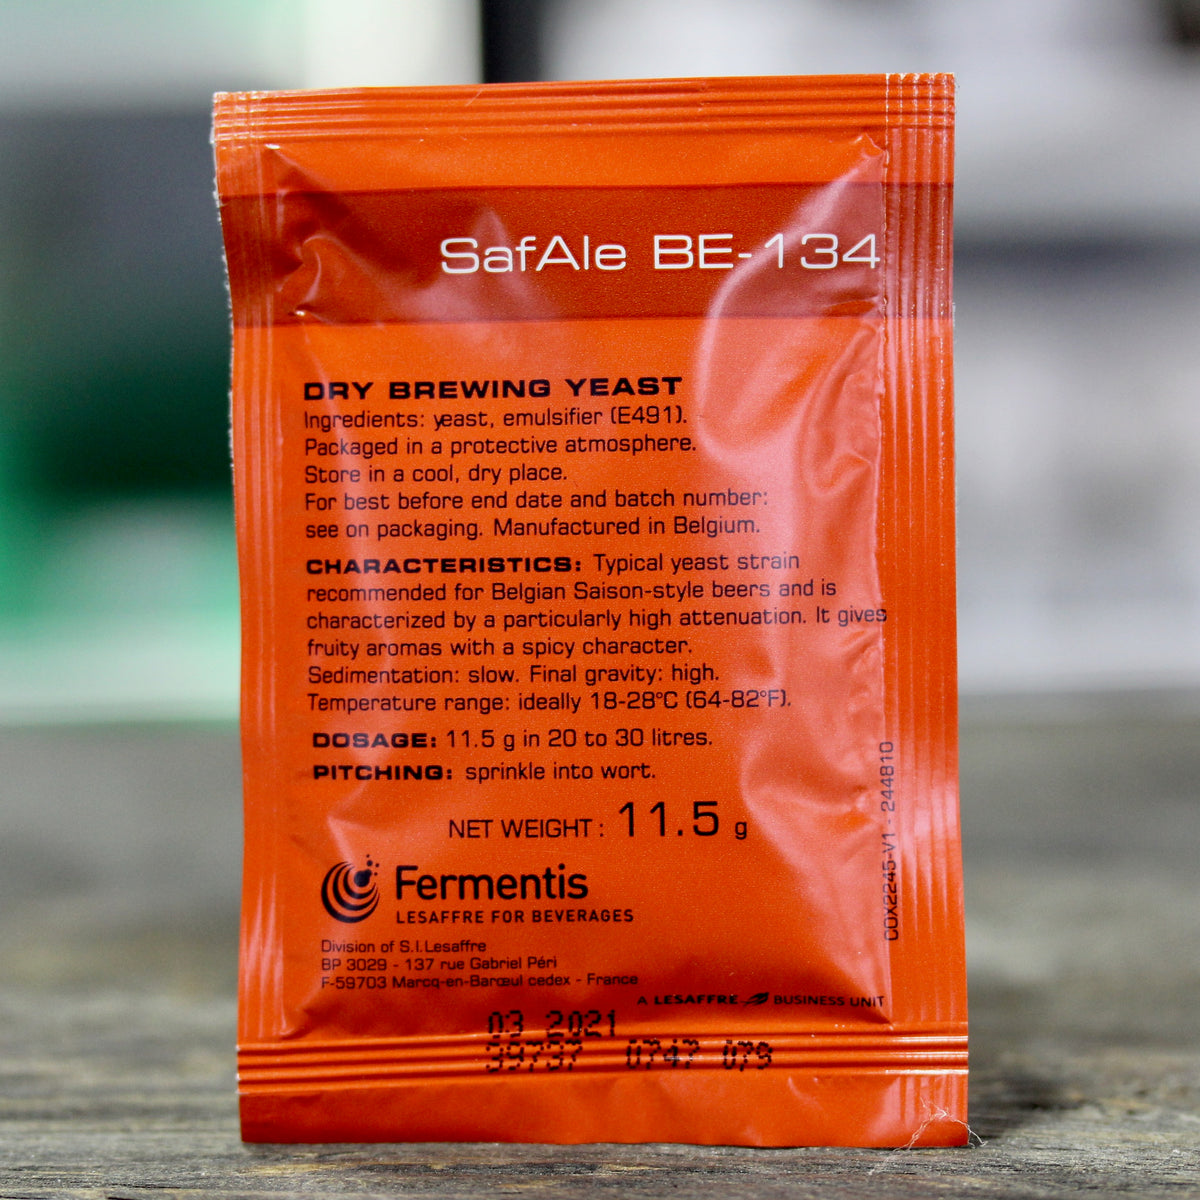 SafAle BE-134
DRY BREWING YEAST
Ingredients: yeast, emulsifier (E491).
Packaged in a protective atmosphere.
Store in a cool, dry place.
For best before end date and batch number:
see on packaging. Manufactured in Belgium.
CHARACTERISTICS: Typical yeast strain
recommended for Belgian Saison-style beers and is
characterized by a particularly high attenuation. It gives
fruity aromas with a spicy character.
Sedimentation: slow. Final gravity: high.
Temperature range: ideally 18-28°C (64-82°F).
DOSAGE: 11.5 g in 20 to 30 litres.
PITCHING: sprinkle into wort.
NET WEIGHT : 11.5 g
Fermentis
LESAFFRE FOR BEVERAGES
Division of S.I.Lesaffre
BP 3029 - 137 rue Gabriel Péri
F-59703 Marcq-en-Barœul cedex - France
A LESAFFRE BUSINESS UNIT
COX2245-V1 - 244810
03 2021
39737 0747 079